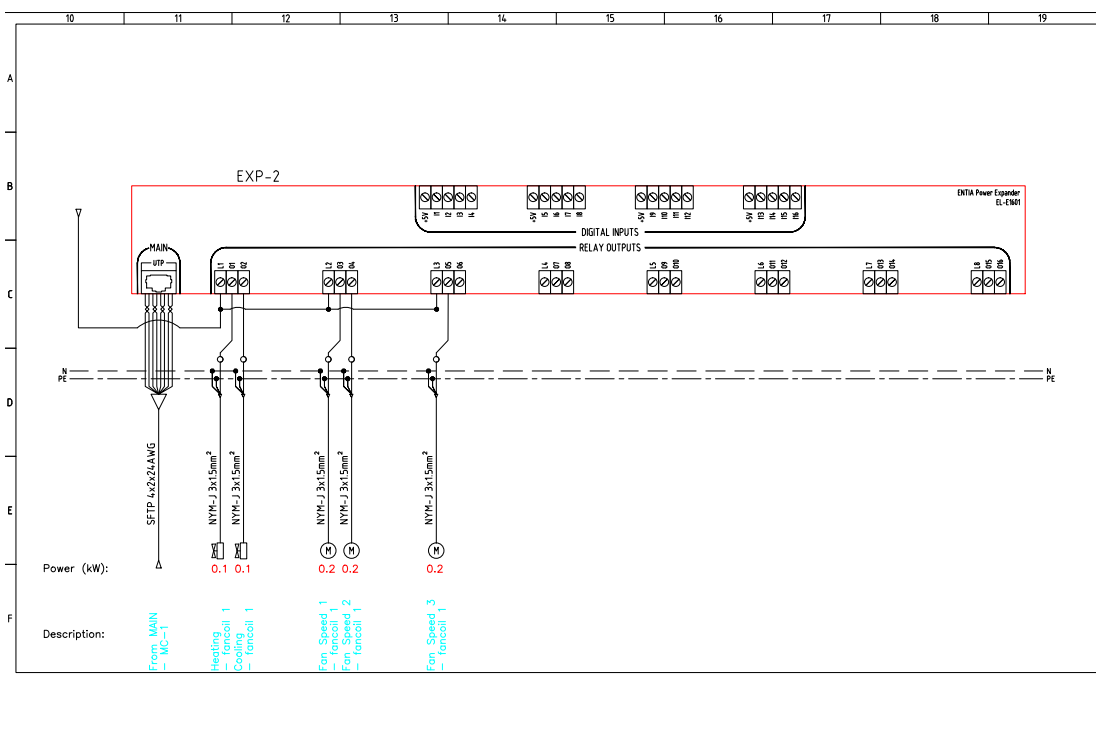 10 11 12 13 14 15 16 17 18 19
A
EXP-2
B
ENTIA Power Expander
EL-E1601
+5V I1 I2 I3 I4 +5V I5 I6 I7 I8 +5V I9 I10 I11 I12 +5V I13 I14 I15 I16
DIGITAL INPUTS
MAIN
RELAY OUTPUTS
UTP
L1 O1 O2 L2 O3 O4 L3 O5 O6 L4 O7 O8 L5 O9 O10 L6 O11 O12 L7 O13 O14 L8 O15 O16
C
N N
PE PE
D
SFTP 4x2x24AWG
NYM-J 3x1.5mm²
NYM-J 3x1.5mm²
NYM-J 3x1.5mm²
NYM-J 3x1.5mm²
NYM-J 3x1.5mm²
E
M M M
Power (kW): 0.1 0.1 0.2 0.2 0.2
F
Description:
From MAIN
- MC-1
Heating
- fancoil 1
Cooling
- fancoil 1
Fan Speed 1
- fancoil 1
Fan Speed 2
- fancoil 1
Fan Speed 3
- fancoil 1